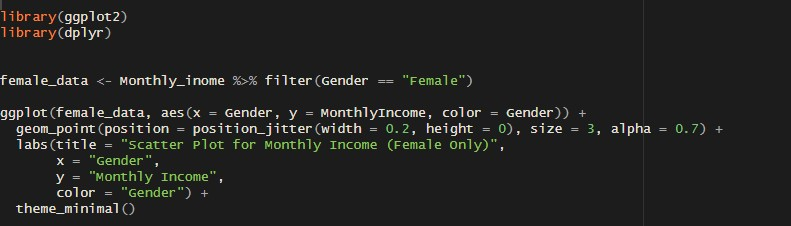 library(ggplot2)
library(dplyr)
female_data <- Monthly_inome %>% filter(Gender == "Female")
ggplot(female_data, aes(x = Gender, y = MonthlyIncome, color = Gender)) +
  geom_point(position = position_jitter(width = 0.2, height = 0), size = 3, alpha = 0.7) +
  labs(title = "Scatter Plot for Monthly Income (Female Only)",
       x = "Gender",
       y = "Monthly Income",
       color = "Gender") +
  theme_minimal()